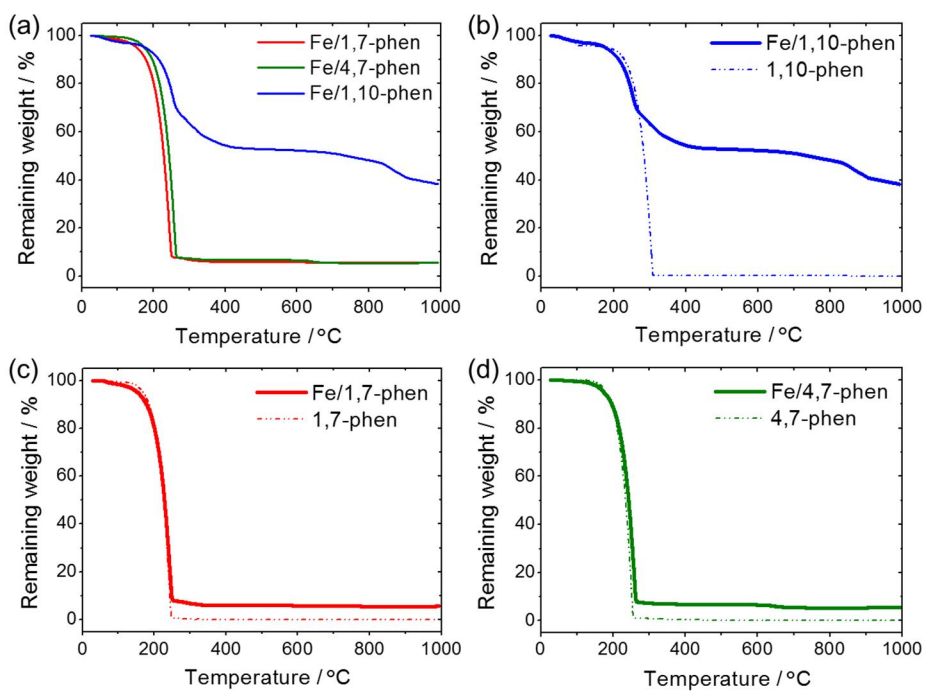 (a)
Remaining weight / %
100
80
60
40
20
0
Fe/1,7-phen
Fe/4,7-phen
Fe/1,10-phen
0 200 400 600 800 1000
Temperature / °C
(b)
Remaining weight / %
100
80
60
40
20
0
Fe/1,10-phen
1,10-phen
0 200 400 600 800 1000
Temperature / °C
(c)
Remaining weight / %
100
80
60
40
20
0
Fe/1,7-phen
1,7-phen
0 200 400 600 800 1000
Temperature / °C
(d)
Remaining weight / %
100
80
60
40
20
0
Fe/4,7-phen
4,7-phen
0 200 400 600 800 1000
Temperature / °C